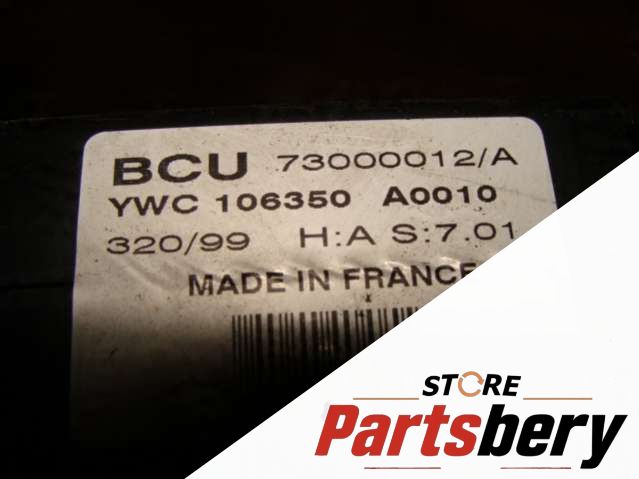 BCU 73000012/A
YWC 106350 A0010
320/99 H:A S:7.01
MADE IN FRANCE
STORE
Partsbery